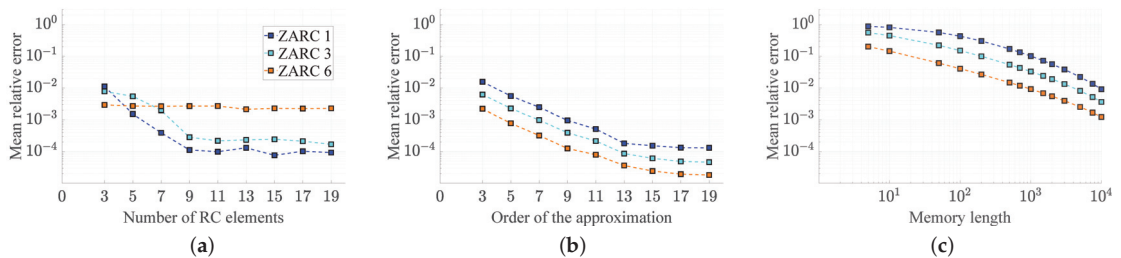 10^0
10^-1
10^-2
10^-3
10^-4
Mean relative error
0 3 5 7 9 11 13 15 17 19
Number of RC elements
ZARC 1
ZARC 3
ZARC 6
(a)
10^0
10^-1
10^-2
10^-3
10^-4
Mean relative error
0 3 5 7 9 11 13 15 17 19
Order of the approximation
(b)
10^0
10^-1
10^-2
10^-3
10^-4
Mean relative error
10^1 10^2 10^3 10^4
Memory length
(c)